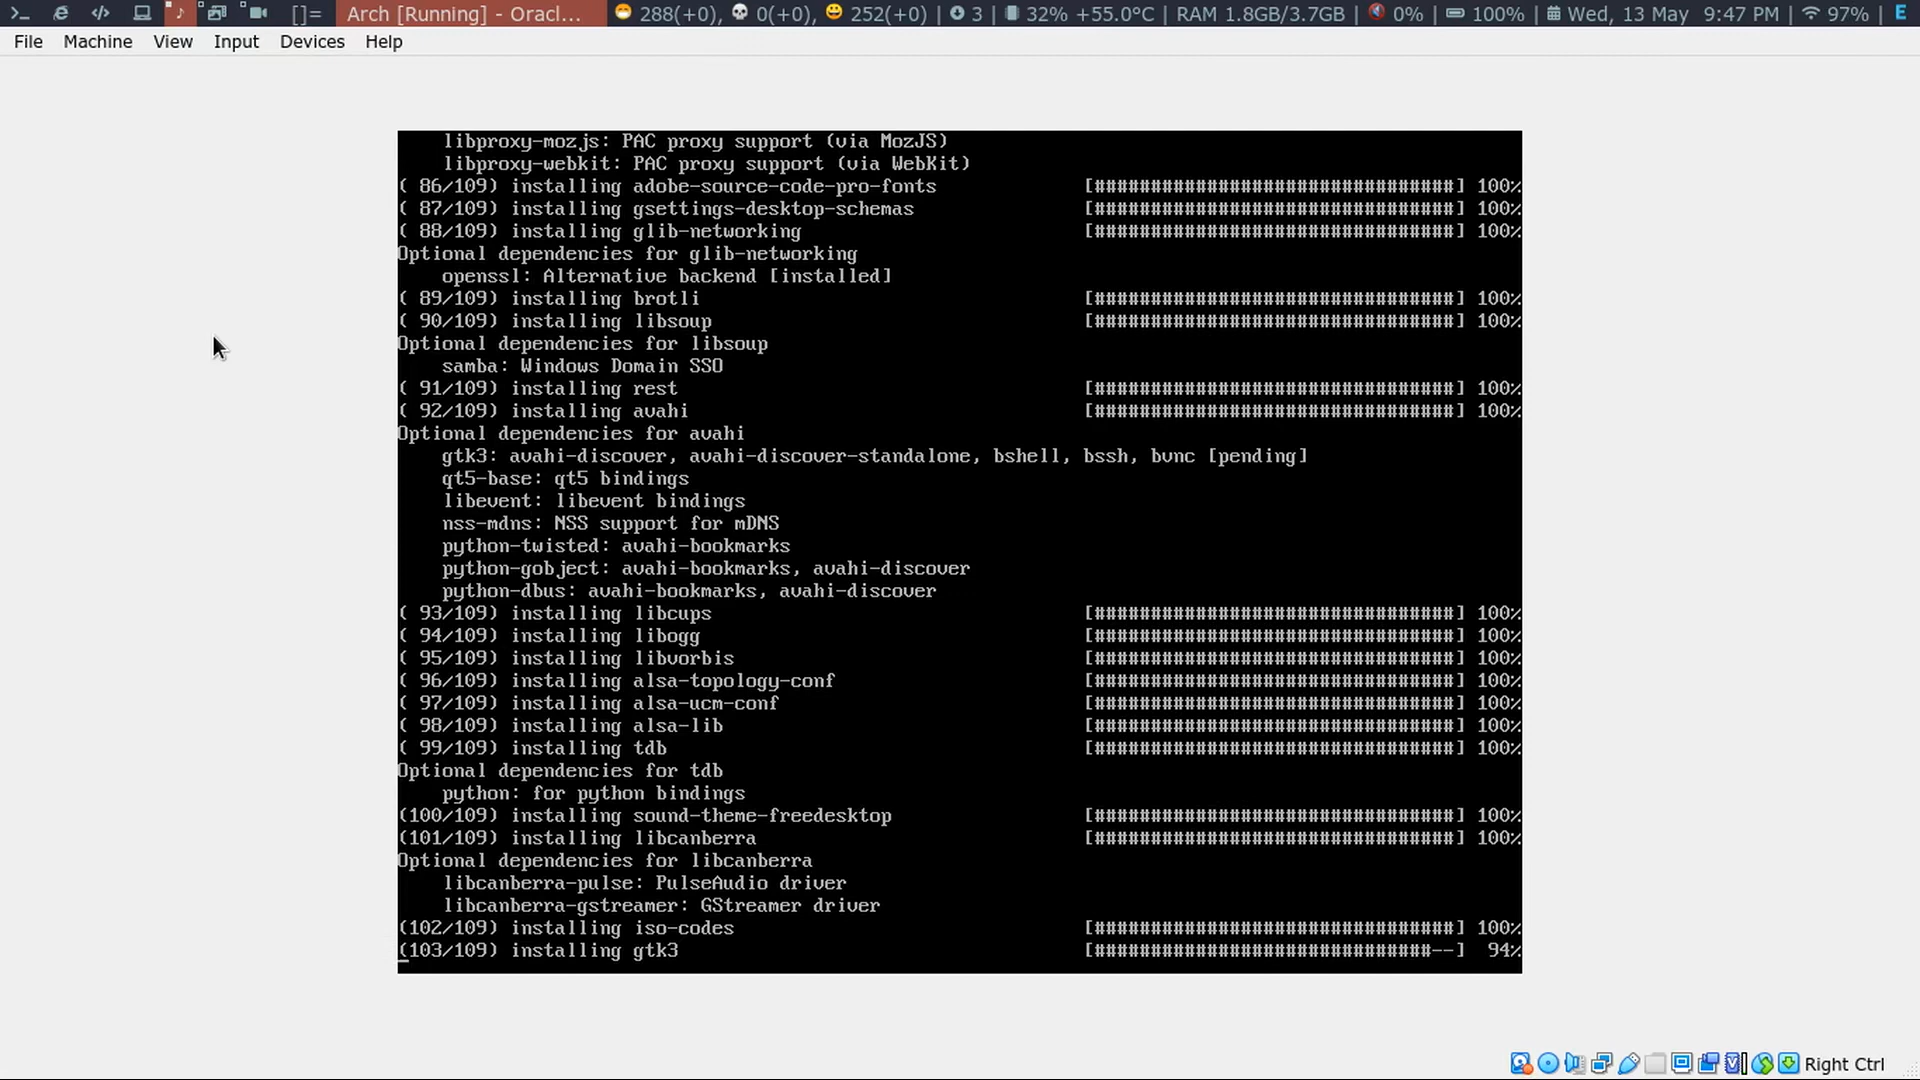 Arch [Running] - Oracl... 288(+0), 0(+0), 252(+0) 3 32% +55.0°C RAM 1.8GB/3.7GB 0% 100% Wed, 13 May 9:47 PM 97% E
File Machine View Input Devices Help
libproxy-mozjs: PAC proxy support (via MozJS)
libproxy-webkit: PAC proxy support (via WebKit)
( 86/109) installing adobe-source-code-pro-fonts [################################] 100%
( 87/109) installing gsettings-desktop-schemas [################################] 100%
( 88/109) installing glib-networking [################################] 100%
Optional dependencies for glib-networking
openssl: Alternative backend [installed]
( 89/109) installing brotli [################################] 100%
( 90/109) installing libsoup [################################] 100%
Optional dependencies for libsoup
samba: Windows Domain SSO
( 91/109) installing rest [################################] 100%
( 92/109) installing avahi [################################] 100%
Optional dependencies for avahi
gtk3: avahi-discover, avahi-discover-standalone, bshell, bssh, bvnc [pending]
qt5-base: qt5 bindings
libevent: libevent bindings
nss-mdns: NSS support for mDNS
python-twisted: avahi-bookmarks
python-gobject: avahi-bookmarks, avahi-discover
python-dbus: avahi-bookmarks, avahi-discover
( 93/109) installing libcups [################################] 100%
( 94/109) installing libogg [################################] 100%
( 95/109) installing libvorbis [################################] 100%
( 96/109) installing alsa-topology-conf [################################] 100%
( 97/109) installing alsa-ucm-conf [################################] 100%
( 98/109) installing alsa-lib [################################] 100%
( 99/109) installing tdb [################################] 100%
Optional dependencies for tdb
python: for python bindings
(100/109) installing sound-theme-freedesktop [################################] 100%
(101/109) installing libcanberra [################################] 100%
Optional dependencies for libcanberra
libcanberra-pulse: PulseAudio driver
libcanberra-gstreamer: GStreamer driver
(102/109) installing iso-codes [################################] 100%
(103/109) installing gtk3 [##############################--] 94%
Right Ctrl